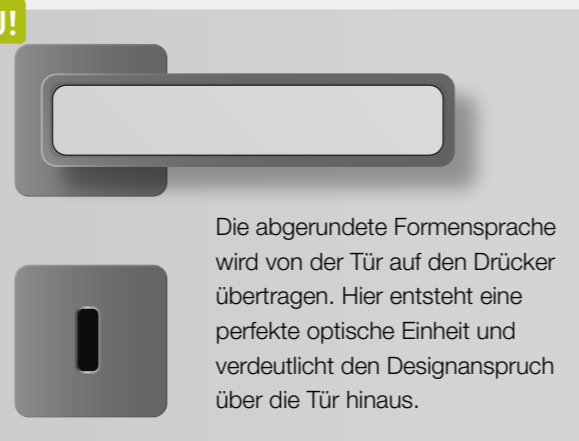 U!
Die abgerundete Formensprache
wird von der Tür auf den Drücker
übertragen. Hier entsteht eine
perfekte optische Einheit und
verdeutlicht den Designanspruch
über die Tür hinaus.